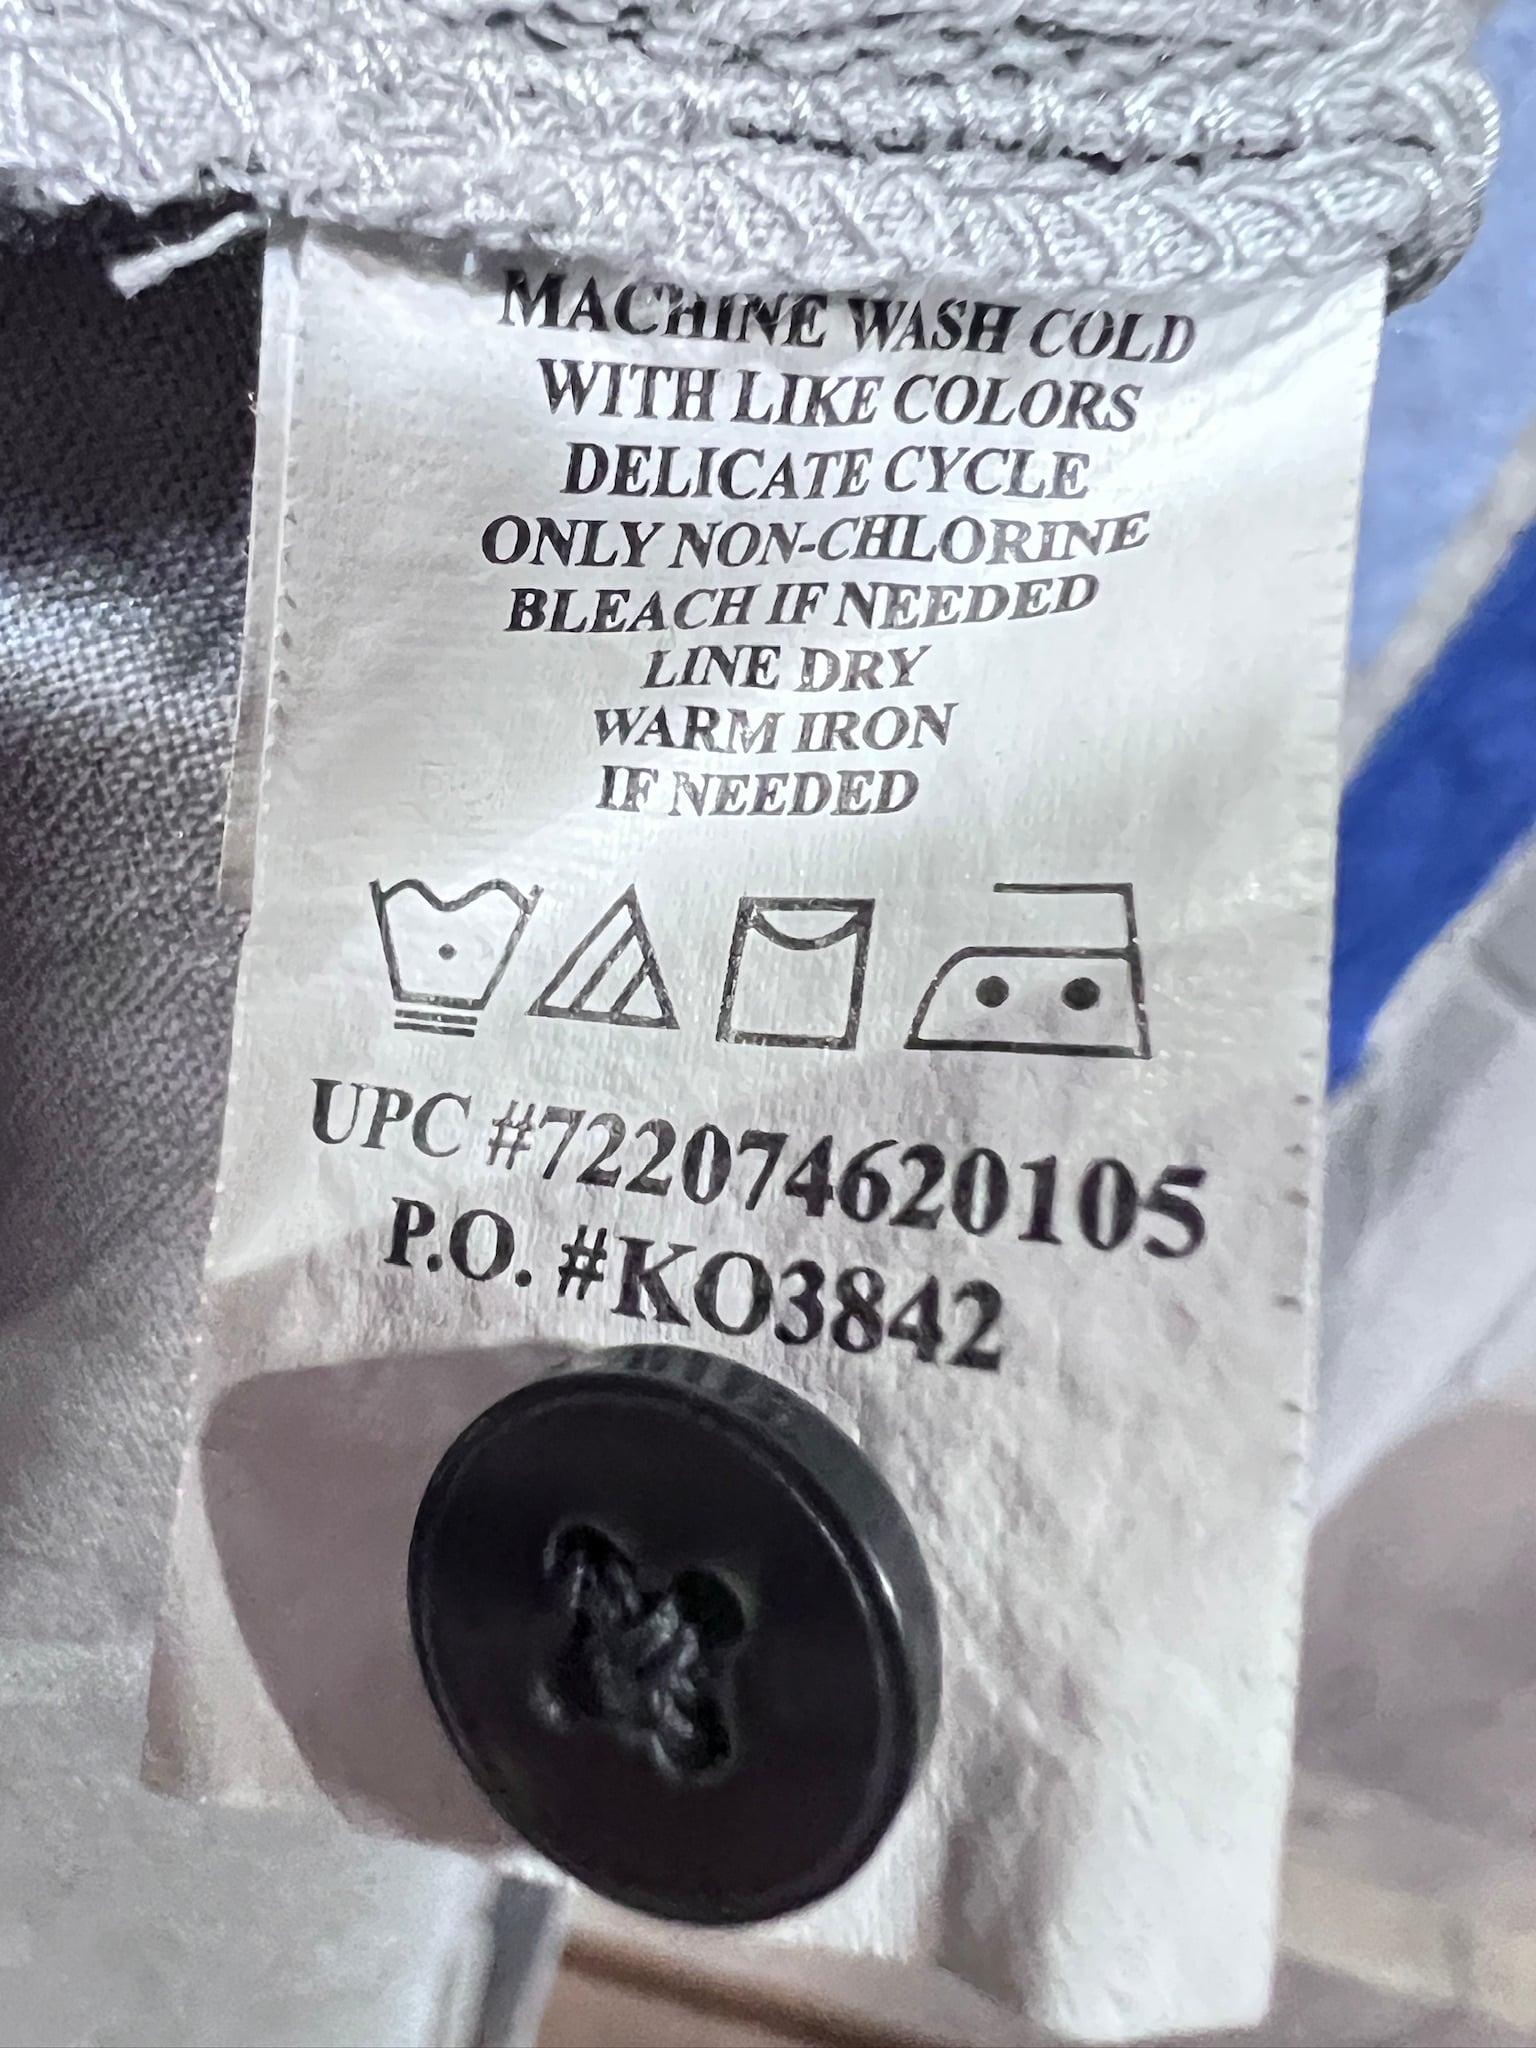 MACHINE WASH COLD
WITH LIKE COLORS
DELICATE CYCLE
ONLY NON-CHLORINE
BLEACH IF NEEDED
LINE DRY
WARM IRON
IF NEEDED
UPC #722074620105
P.O. #KO3842